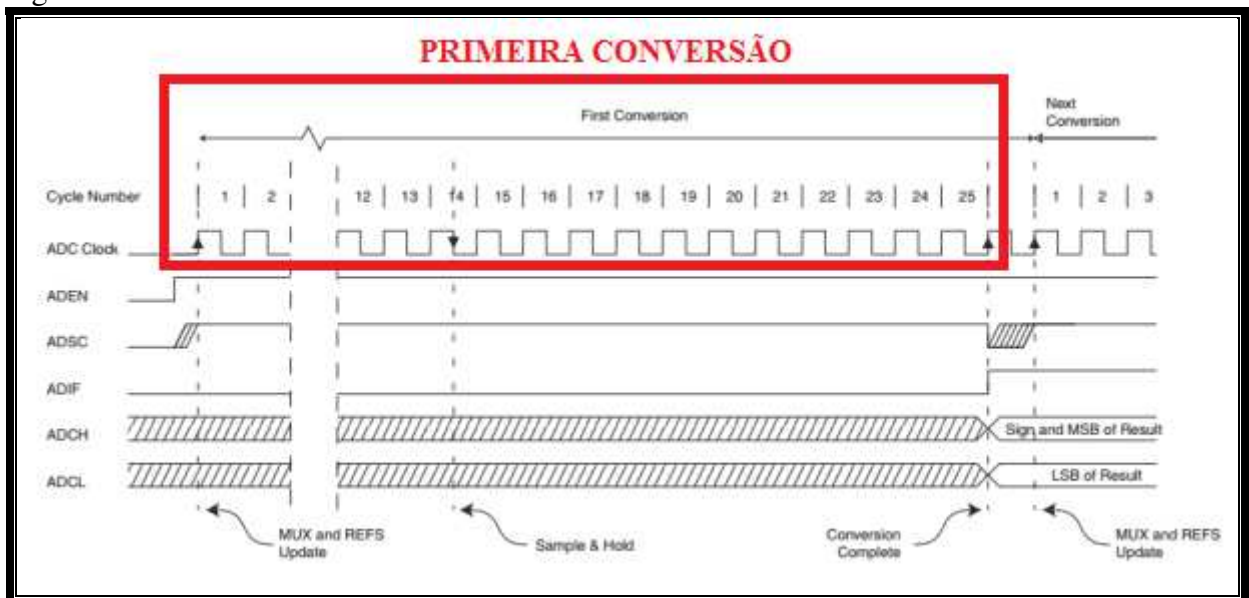 PRIMEIRA CONVERSÃO
First Conversion
Next
Conversion
Cycle Number 1 2 12 13 14 15 16 17 18 19 20 21 22 23 24 25 1 2 3
ADC Clock
ADEN
ADSC
ADIF
ADCH Sign and MSB of Result
ADCL LSB of Result
MUX and REFS
Update
Sample & Hold
Conversion
Complete
MUX and REFS
Update